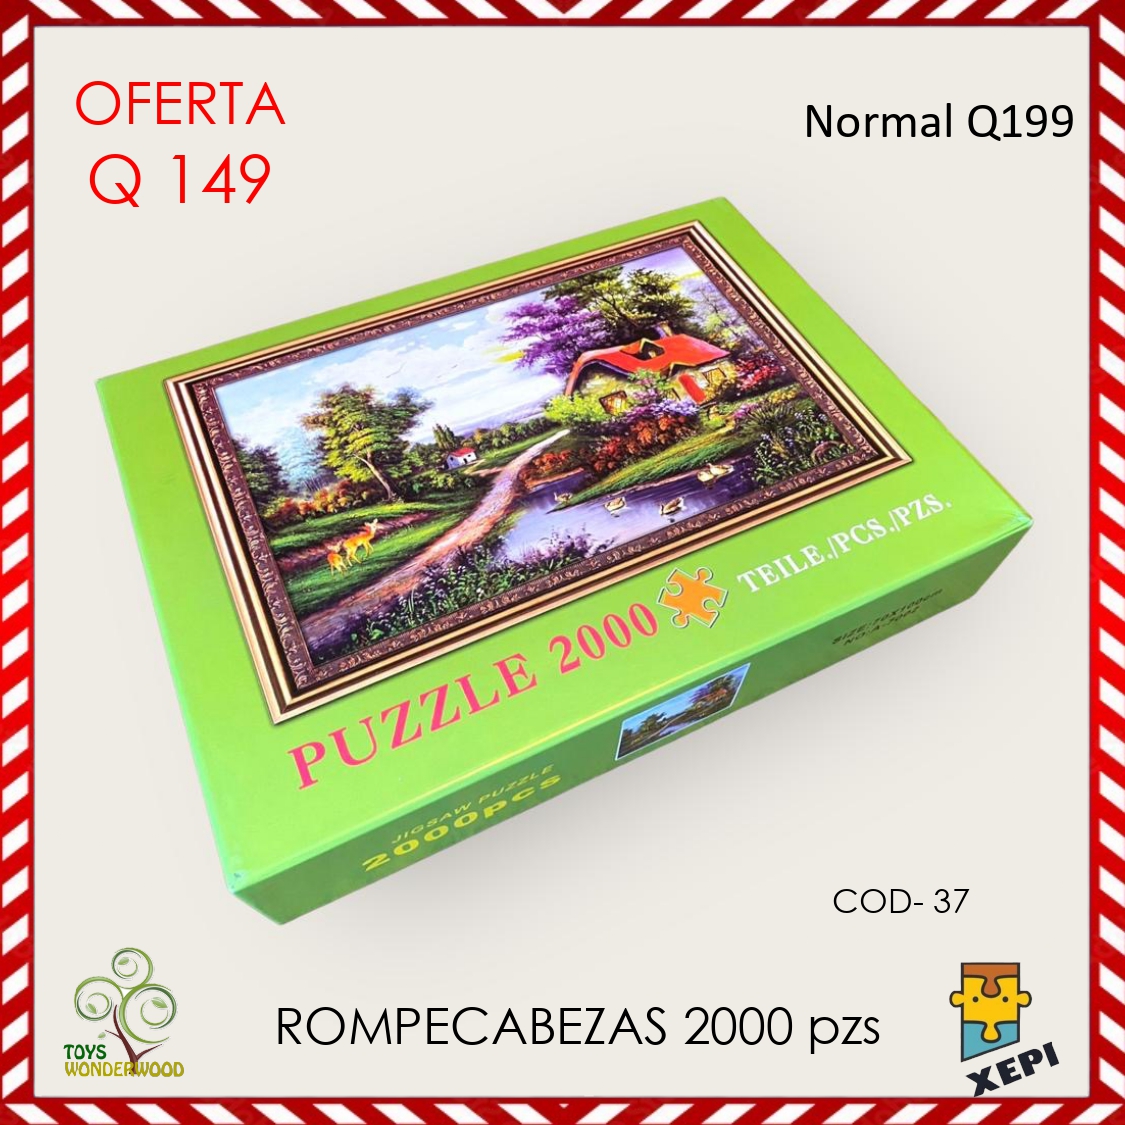 OFERTA
Q 149
Normal Q199
PUZZLE 2000 TEILE./PCS./PZS.
JIGSAW PUZZLE
2000pcs
COD- 37
ROMPECABEZAS 2000 pzs
TOYS
WONDERWOOD
XEPI